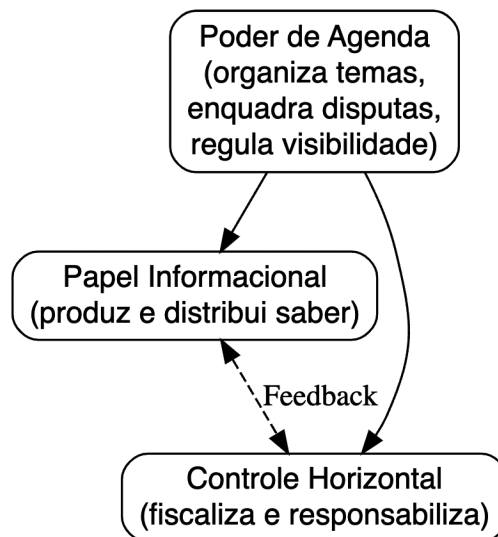 Poder de Agenda
(organiza temas,
enquadra disputas,
regula visibilidade)
Papel Informacional
(produz e distribui saber)
Feedback
Controle Horizontal
(fiscaliza e responsabiliza)